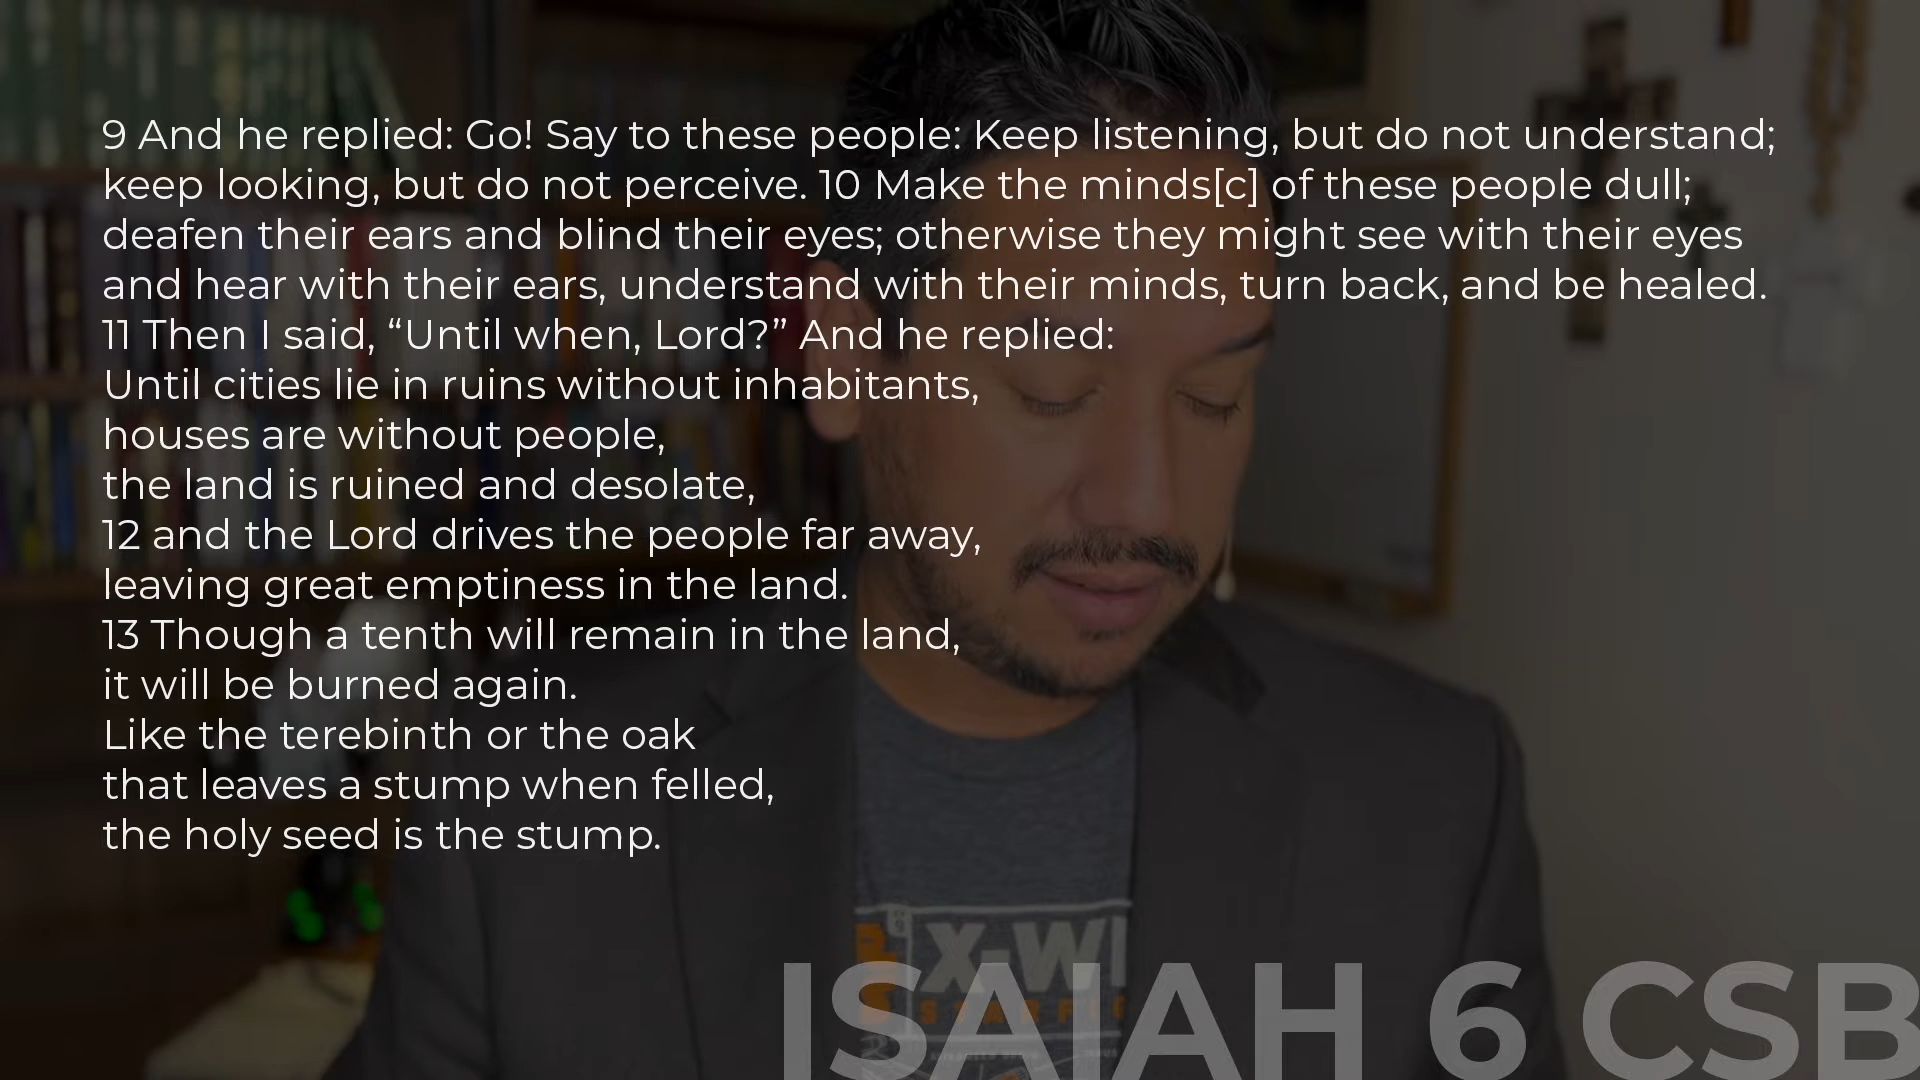 9 And he replied: Go! Say to these people: Keep listening, but do not understand;
keep looking, but do not perceive. 10 Make the minds[c] of these people dull;
deafen their ears and blind their eyes; otherwise they might see with their eyes
and hear with their ears, understand with their minds, turn back, and be healed.
11 Then I said, “Until when, Lord?” And he replied:
Until cities lie in ruins without inhabitants,
houses are without people,
the land is ruined and desolate,
12 and the Lord drives the people far away,
leaving great emptiness in the land.
13 Though a tenth will remain in the land,
it will be burned again.
Like the terebinth or the oak
that leaves a stump when felled,
the holy seed is the stump.
X-WI
ISAIAH 6 CSB